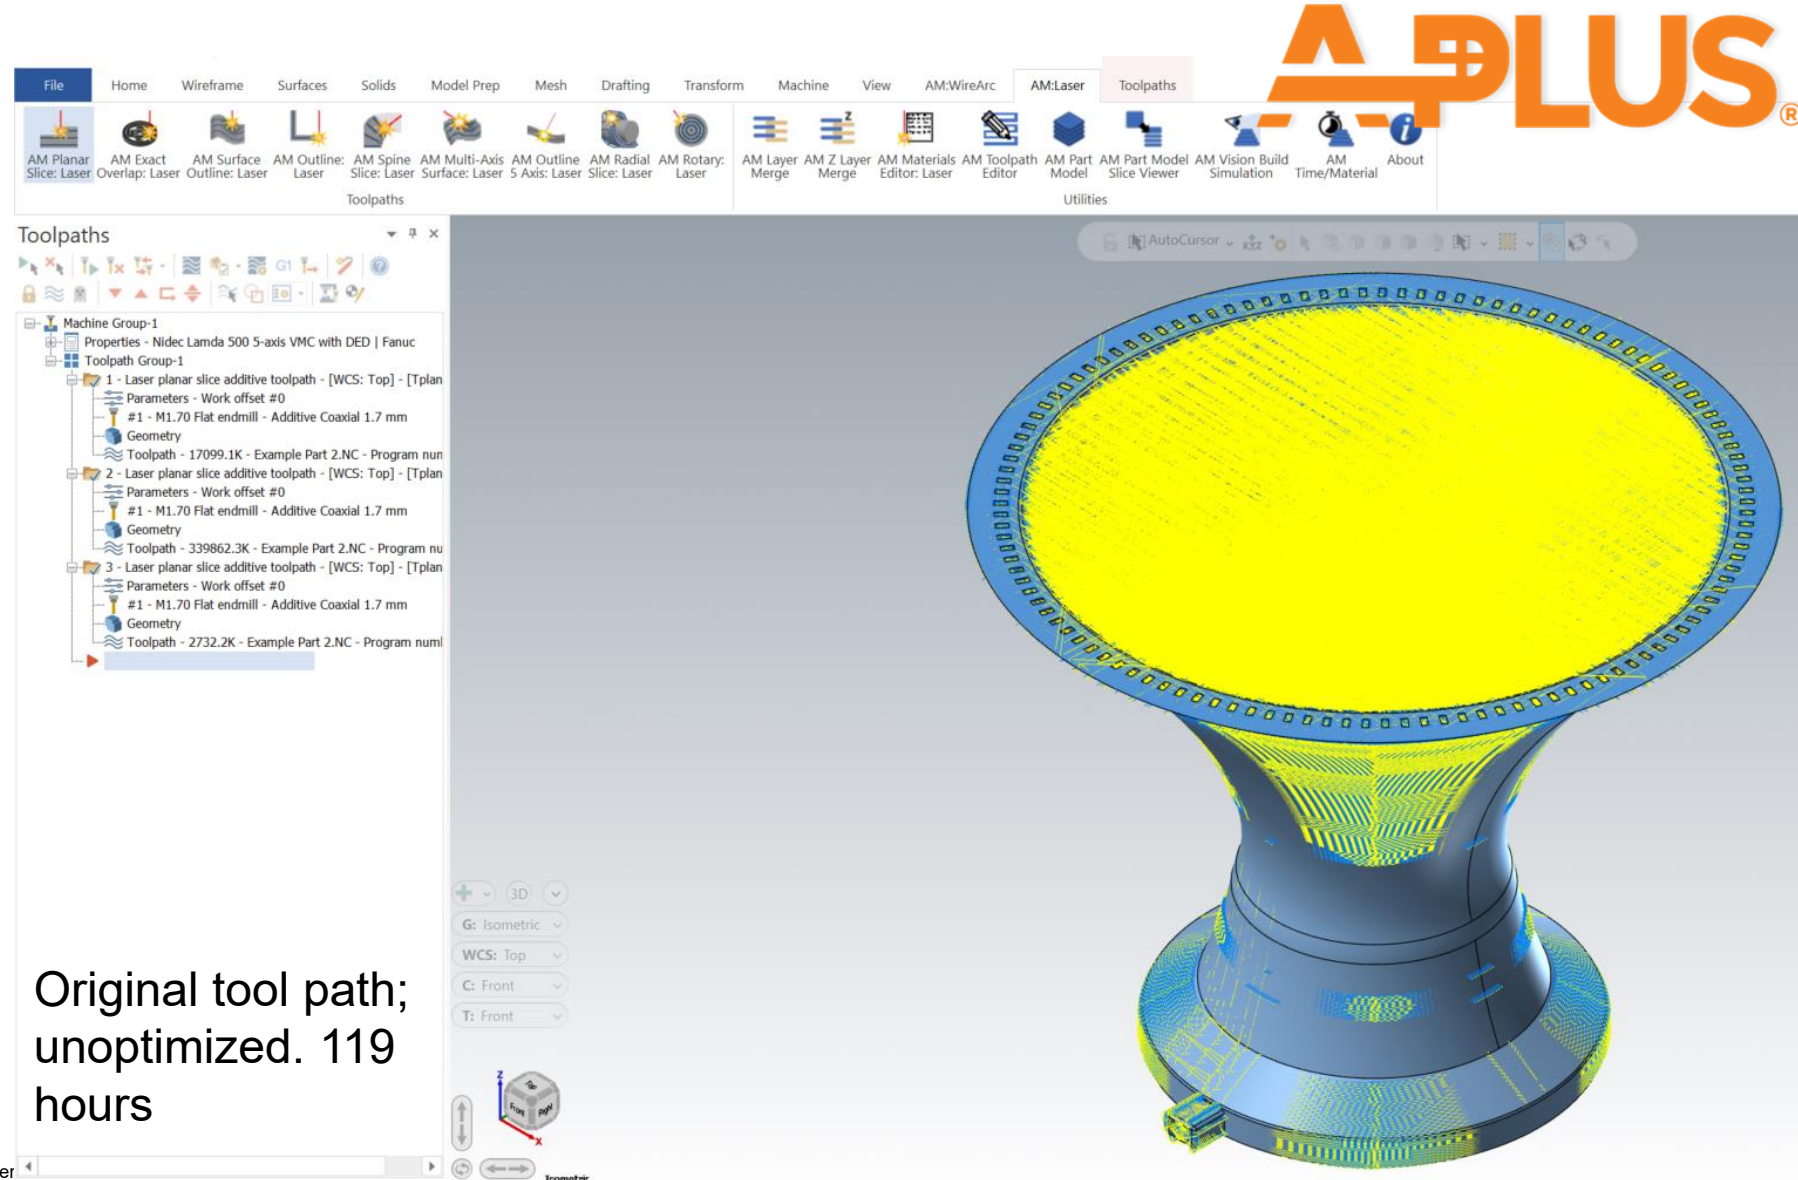 APLUS®
File Home Wireframe Surfaces Solids Model Prep Mesh Drafting Transform Machine View AM:WireArc AM:Laser Toolpaths
AM Planar Slice: Laser
AM Exact Overlap: Laser
AM Surface Outline: Laser
AM Outline: Laser
AM Spine Slice: Laser
AM Multi-Axis Surface: Laser
AM Outline 5 Axis: Laser
AM Radial Slice: Laser
AM Rotary: Laser
AM Layer Merge
AM Z Layer Merge
AM Materials Editor: Laser
AM Toolpath Editor
AM Part Model
AM Part Model Slice Viewer
AM Vision Build Simulation
AM Time/Material
About
Toolpaths
Utilities
Toolpaths
AutoCursor
G1
Machine Group-1
Properties - Nidec Lamda 500 5-axis VMC with DED | Fanuc
Toolpath Group-1
1 - Laser planar slice additive toolpath - [WCS: Top] - [Tplan
Parameters - Work offset #0
#1 - M1.70 Flat endmill - Additive Coaxial 1.7 mm
Geometry
Toolpath - 17099.1K - Example Part 2.NC - Program nun
2 - Laser planar slice additive toolpath - [WCS: Top] - [Tplan
Parameters - Work offset #0
#1 - M1.70 Flat endmill - Additive Coaxial 1.7 mm
Geometry
Toolpath - 339862.3K - Example Part 2.NC - Program nu
3 - Laser planar slice additive toolpath - [WCS: Top] - [Tplan
Parameters - Work offset #0
#1 - M1.70 Flat endmill - Additive Coaxial 1.7 mm
Geometry
Toolpath - 2732.2K - Example Part 2.NC - Program num
3D
G: Isometric
WCS: Top
C: Front
T: Front
Z
Top
Front
Right
X
Original tool path;
unoptimized. 119
hours
er